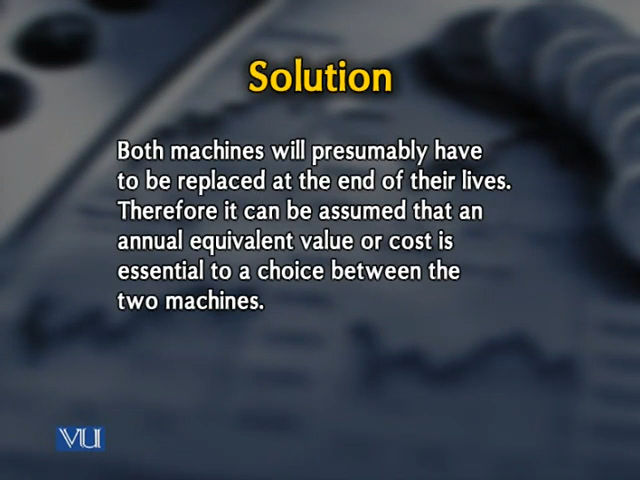 Solution
Both machines will presumably have
to be replaced at the end of their lives.
Therefore it can be assumed that an
annual equivalent value or cost is
essential to a choice between the
two machines.
VU